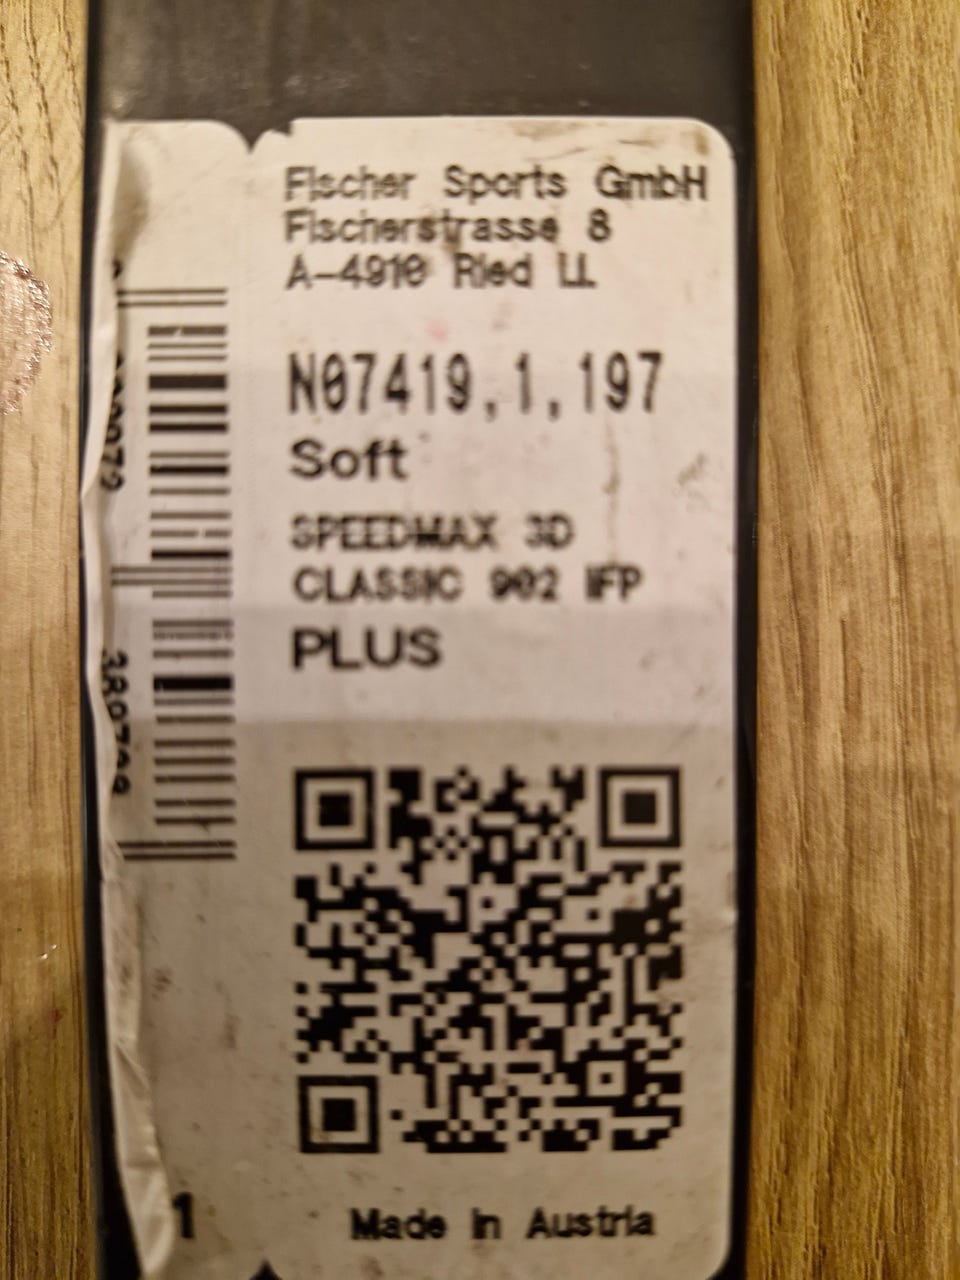 Fischer Sports GmbH
Fischerstrasse 8
A-4910 Ried I.I.
N07419,1,197
Soft
SPEEDMAX 3D
CLASSIC 902 IFP
PLUS
1
Made in Austria